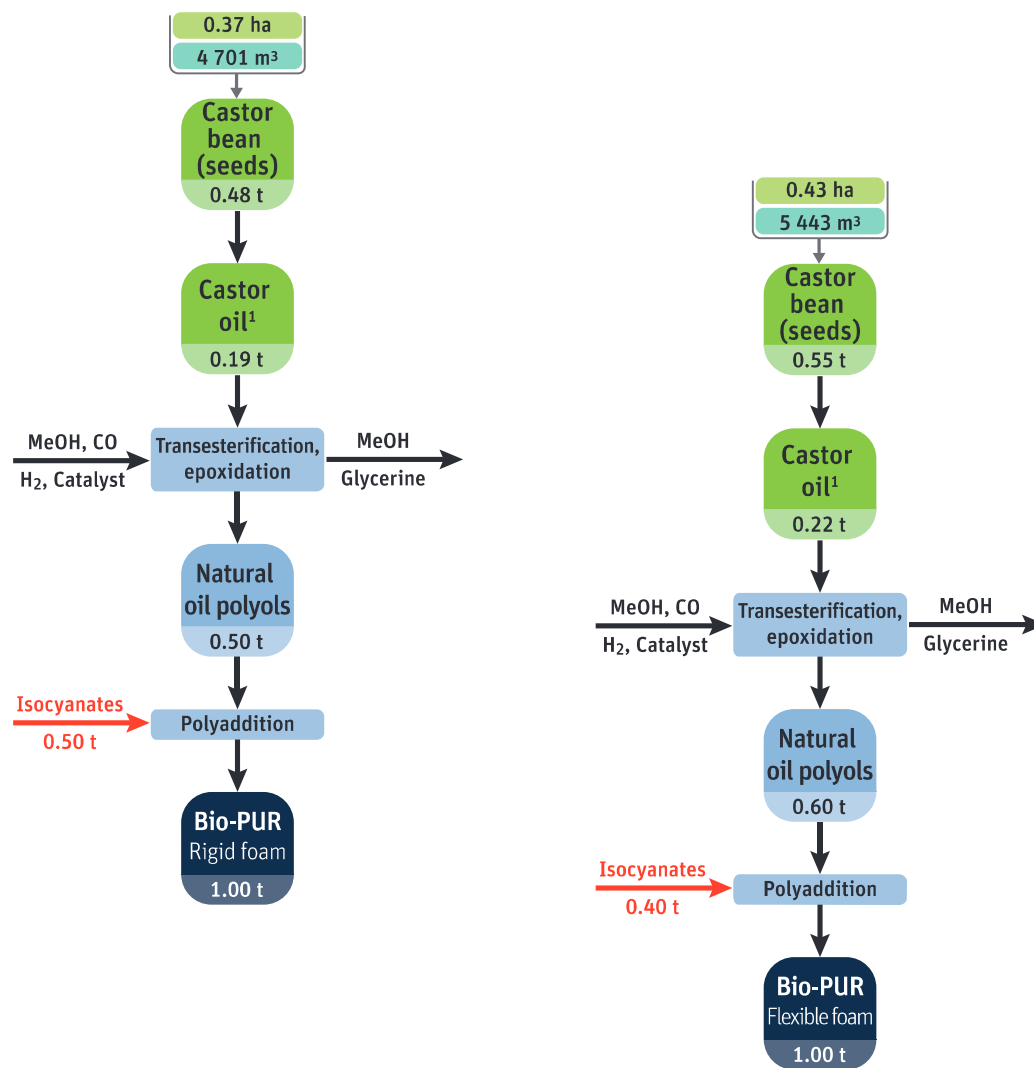 0.37 ha
4 701 m³
Castor
bean
(seeds)
0.48 t
Castor
oil¹
0.19 t
MeOH, CO
H₂, Catalyst
Transesterification,
epoxidation
MeOH
Glycerine
Natural
oil polyols
0.50 t
Isocyanates
0.50 t
Polyaddition
Bio-PUR
Rigid foam
1.00 t
0.43 ha
5 443 m³
Castor
bean
(seeds)
0.55 t
Castor
oil¹
0.22 t
MeOH, CO
H₂, Catalyst
Transesterification,
epoxidation
MeOH
Glycerine
Natural
oil polyols
0.60 t
Isocyanates
0.40 t
Polyaddition
Bio-PUR
Flexible foam
1.00 t